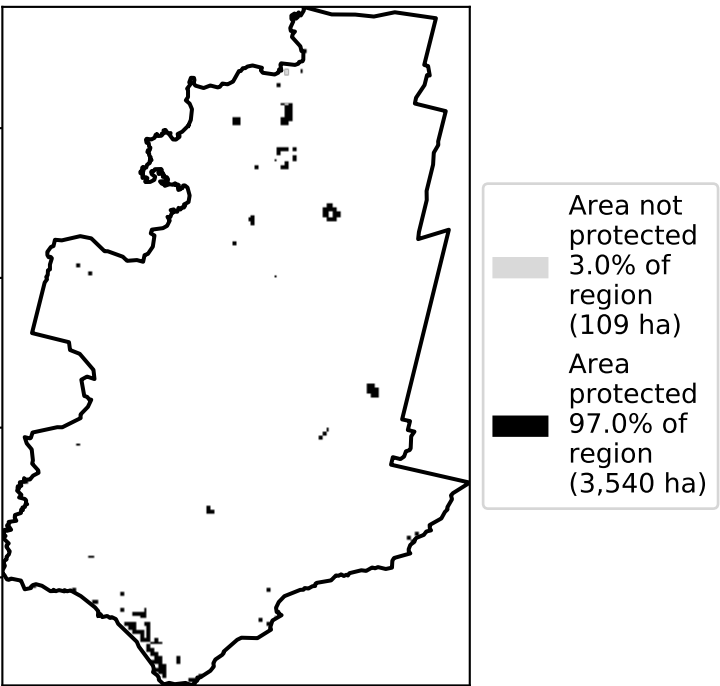 Area not
protected
3.0% of
region
(109 ha)
Area
protected
97.0% of
region
(3,540 ha)